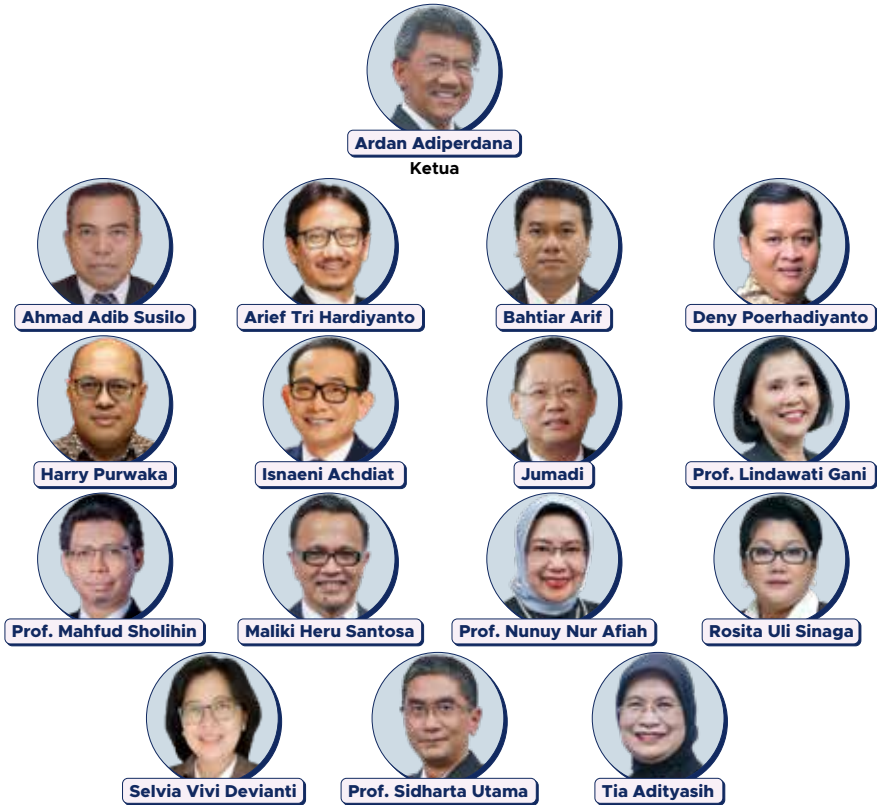 Ardan Adiperdana
Ketua
Ahmad Adib Susilo
Arief Tri Hardiyanto
Bahtiar Arif
Deny Poerhadiyanto
Harry Purwaka
Isnaeni Achdiat
Jumadi
Prof. Lindawati Gani
Prof. Mahfud Sholihin
Maliki Heru Santosa
Prof. Nunuy Nur Afiah
Rosita Uli Sinaga
Selvia Vivi Devianti
Prof. Sidharta Utama
Tia Adityasih